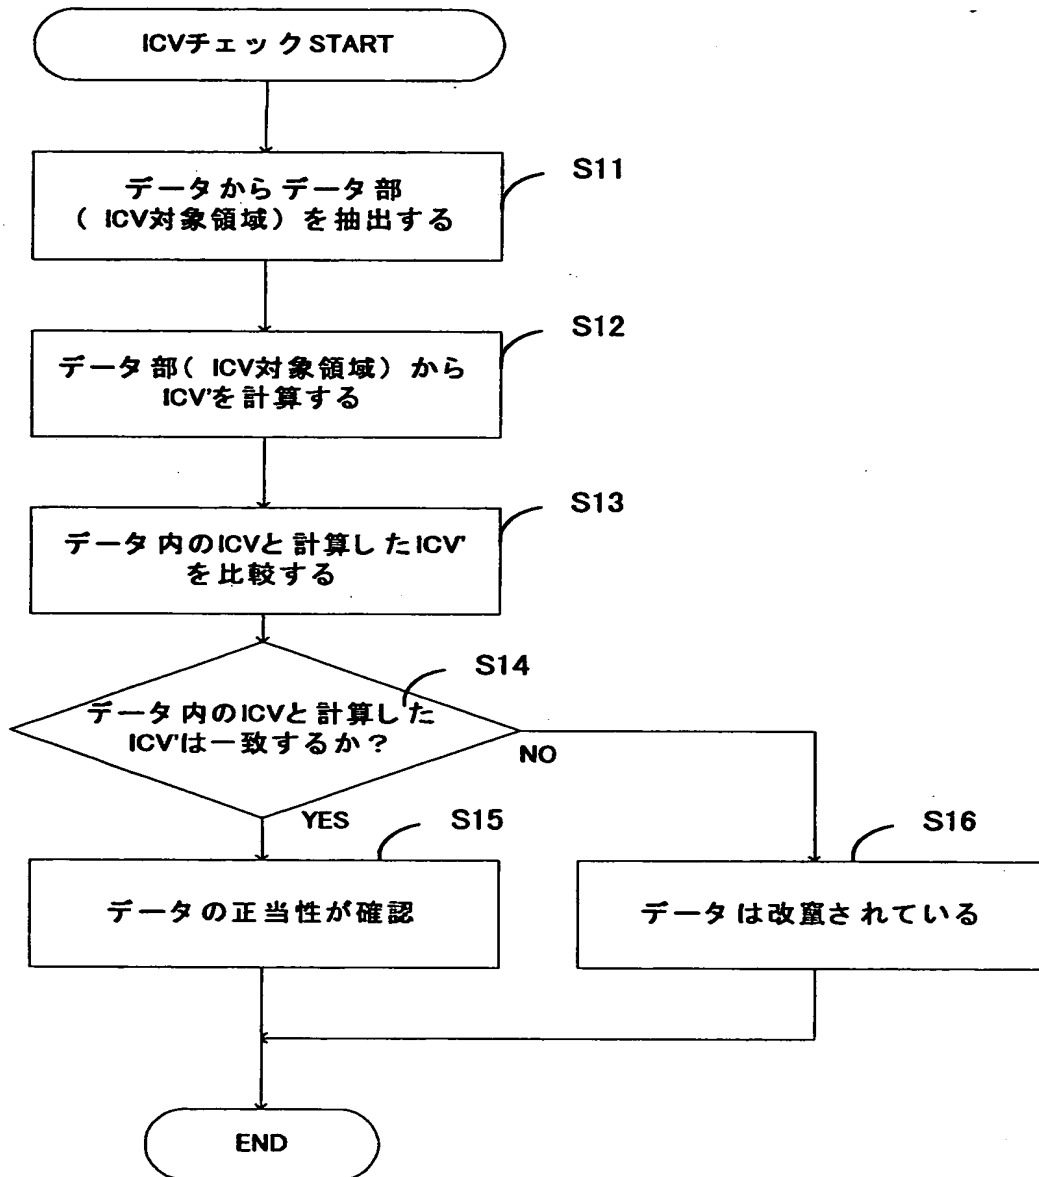 ICVチェックSTART
S11
データからデータ部
（ICV対象領域）を抽出する
S12
データ部（ICV対象領域）から
ICV'を計算する
S13
データ内のICVと計算したICV'
を比較する
S14
データ内のICVと計算した
ICV'は一致するか？
NO
YES
S15
S16
データの正当性が確認
データは改竄されている
END